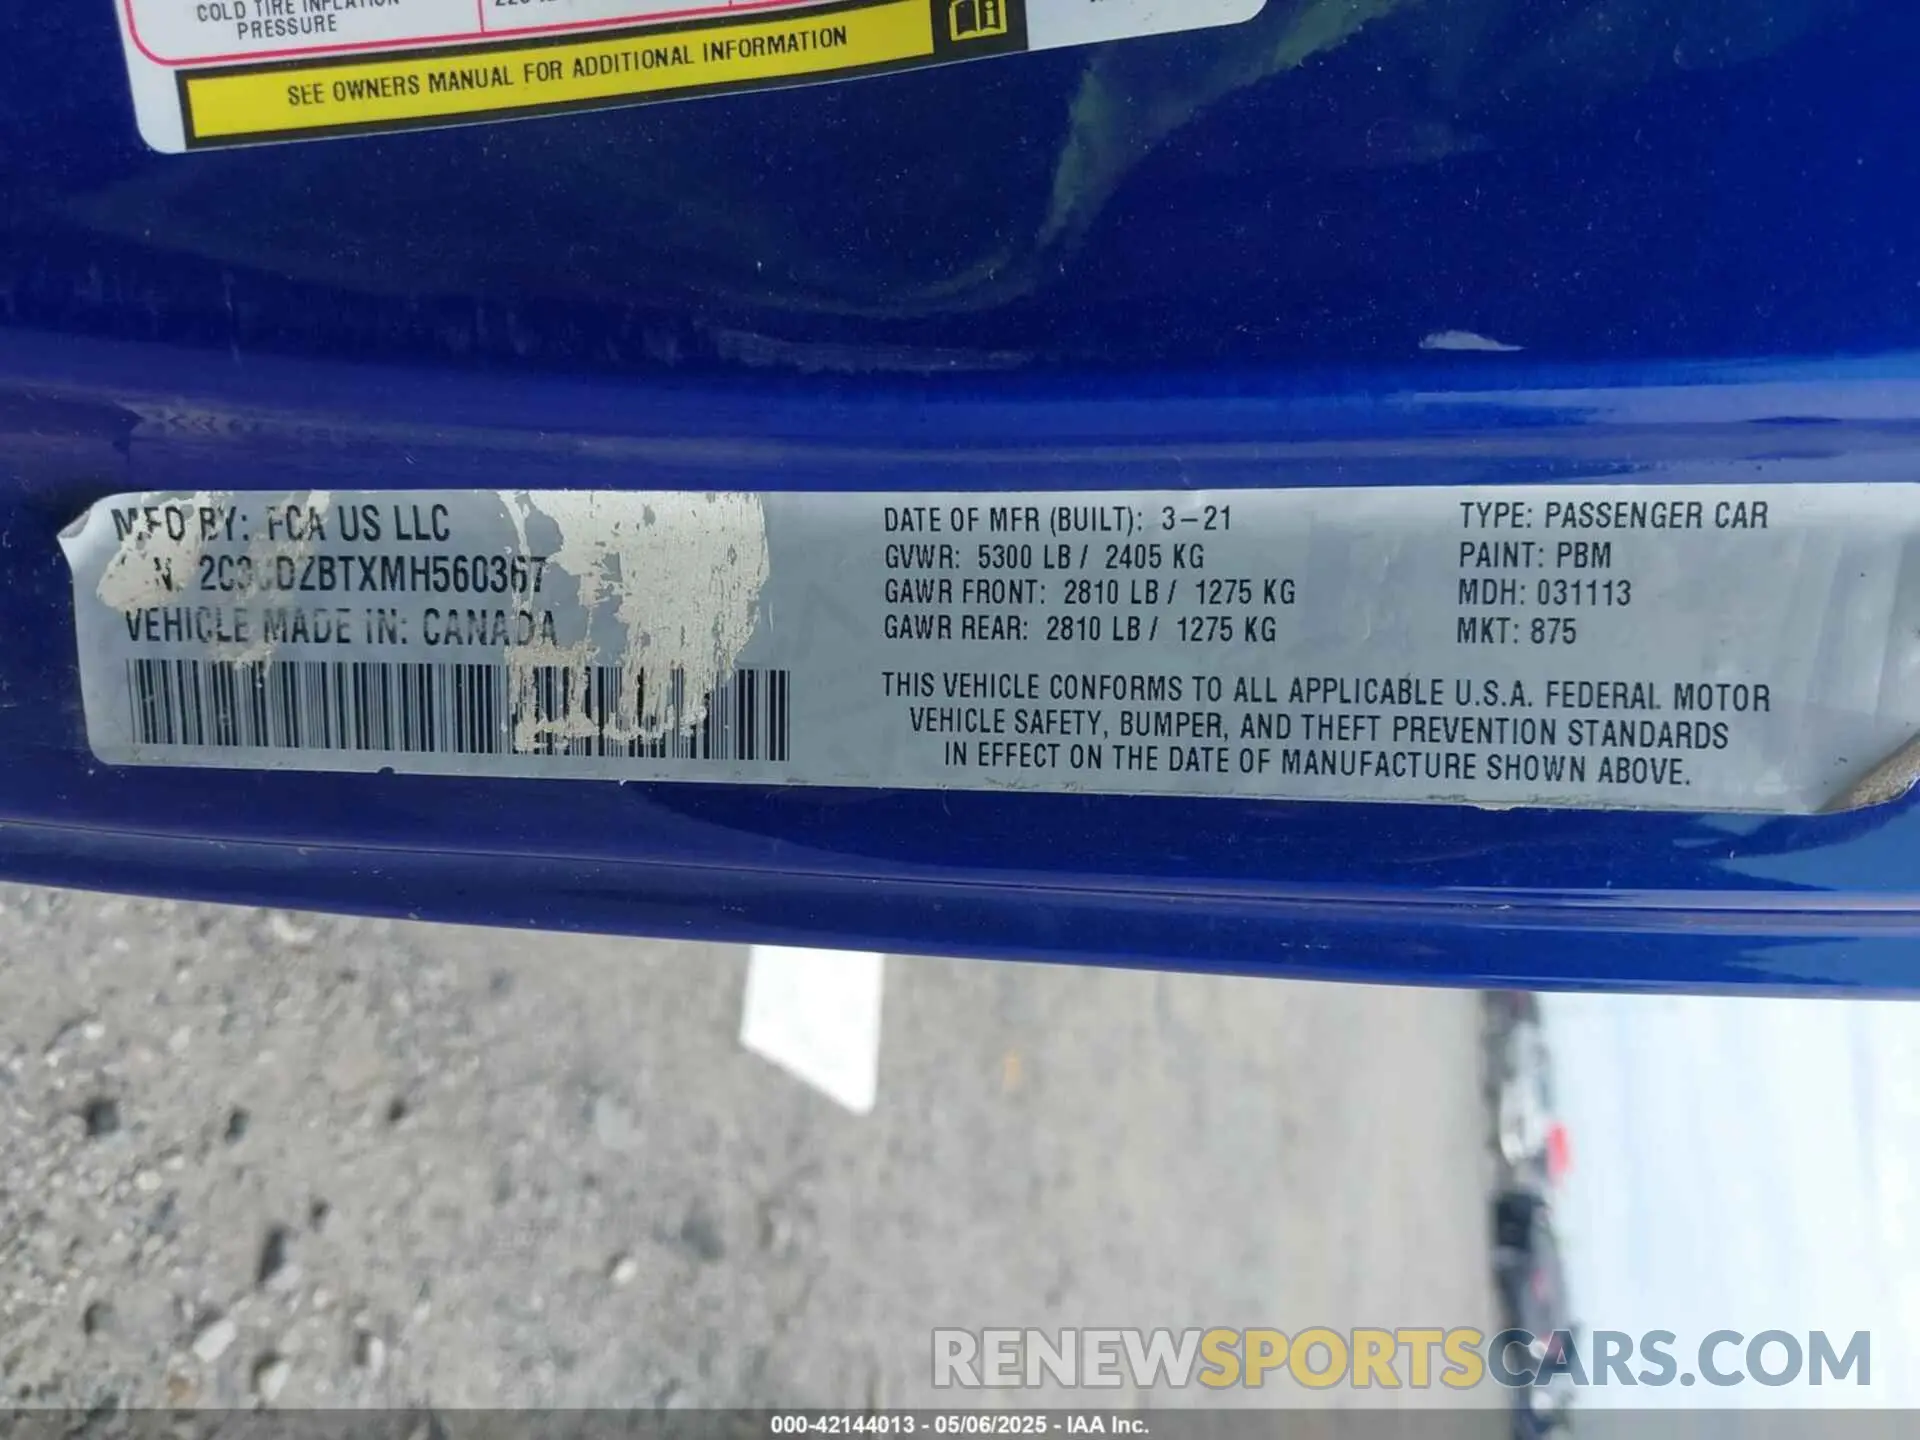 COLD TIRE INFLATION
PRESSURE
SEE OWNERS MANUAL FOR ADDITIONAL INFORMATION
MFD BY: FCA US LLC
2C3CDZBTXMH560367
VEHICLE MADE IN: CANADA
DATE OF MFR (BUILT): 3-21
GVWR: 5300 LB / 2405 KG
GAWR FRONT: 2810 LB / 1275 KG
GAWR REAR: 2810 LB / 1275 KG
TYPE: PASSENGER CAR
PAINT: PBM
MDH: 031113
MKT: 875
THIS VEHICLE CONFORMS TO ALL APPLICABLE U.S.A. FEDERAL MOTOR
VEHICLE SAFETY, BUMPER, AND THEFT PREVENTION STANDARDS
IN EFFECT ON THE DATE OF MANUFACTURE SHOWN ABOVE.
RENEWSPORTSCARS.COM
000-42144013 - 05/06/2025 - IAA Inc.